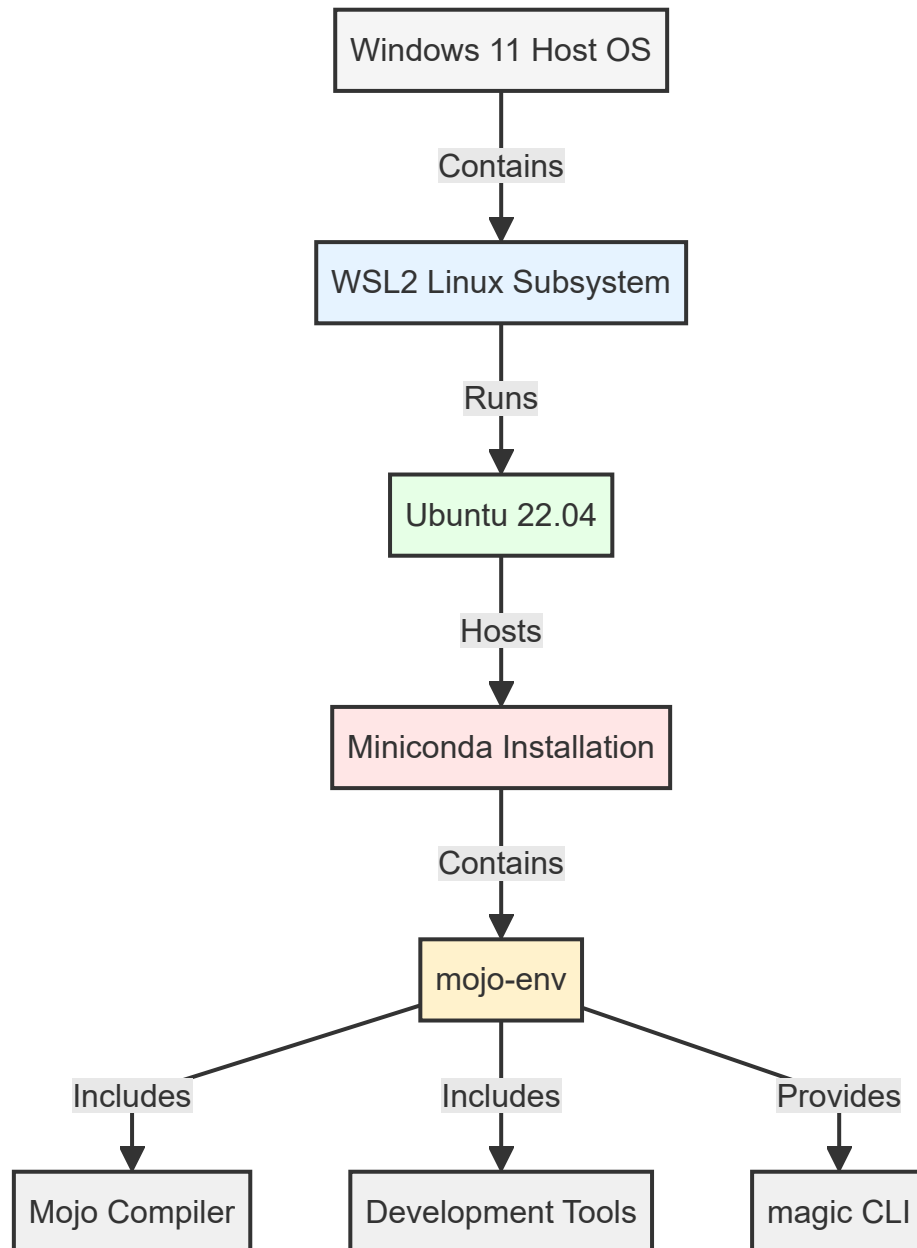 Windows 11 Host OS
Contains
WSL2 Linux Subsystem
Runs
Ubuntu 22.04
Hosts
Miniconda Installation
Contains
mojo-env
Includes
Includes
Provides
Mojo Compiler
Development Tools
magic CLI